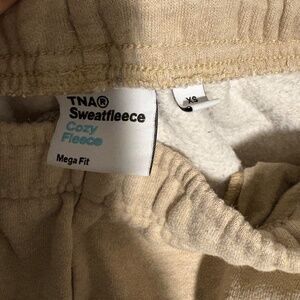 TNA®
Sweatfleece
Cozy
Fleece
Mega Fit
XS